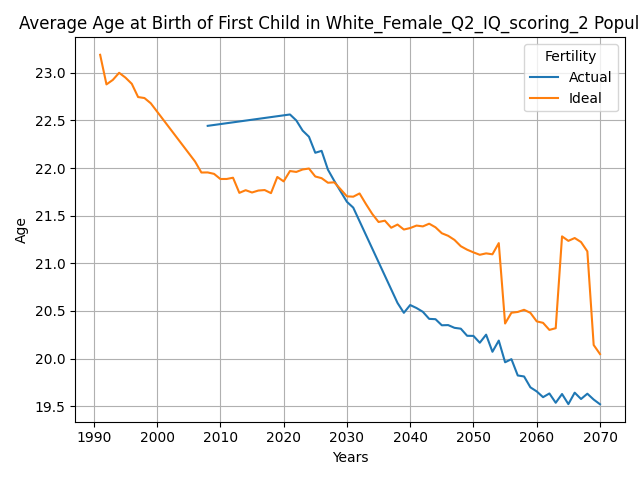 Average Age at Birth of First Child in White_Female_Q2_IQ_scoring_2 Popul
23.0
22.5
22.0
21.5
21.0
20.5
20.0
19.5
Age
Fertility
Actual
Ideal
1990 2000 2010 2020 2030 2040 2050 2060 2070
Years